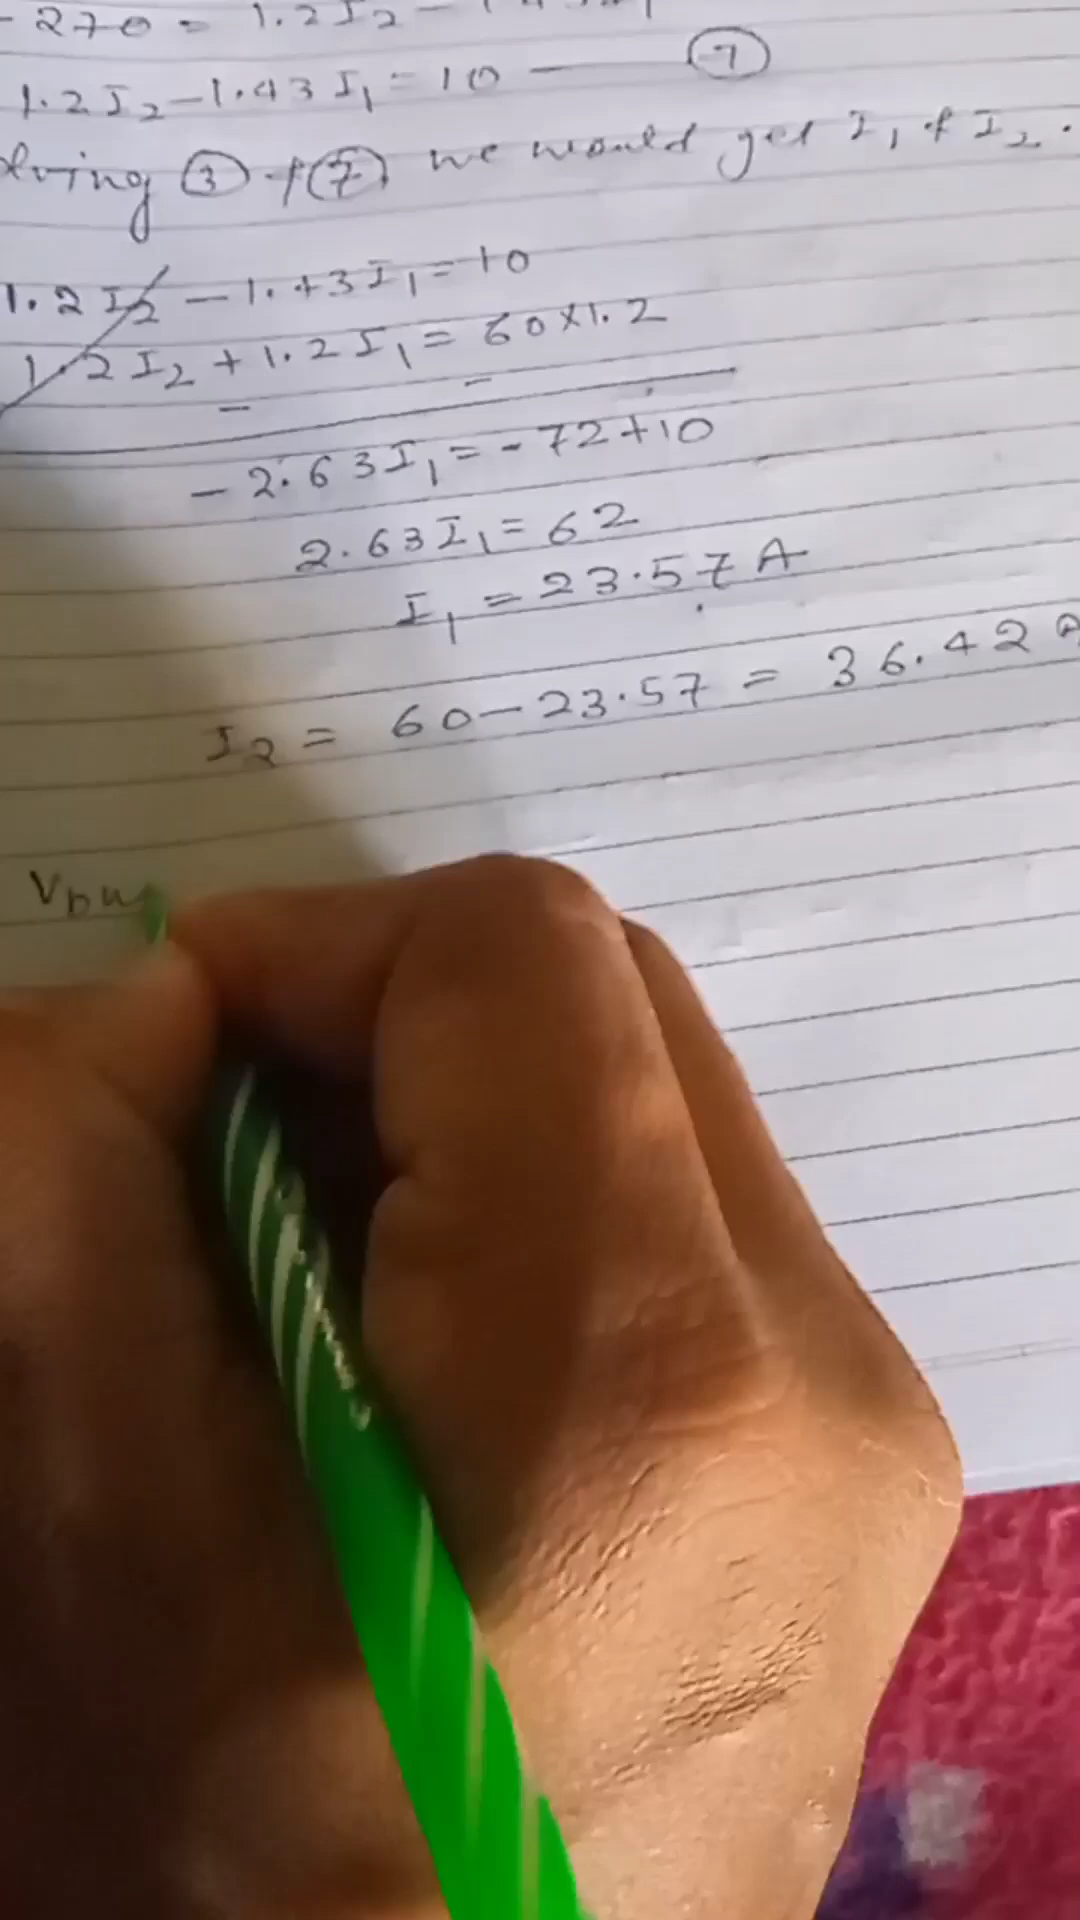 - 270 = 1.2I₂ -
1.2I₂ - 1.43I₁ = 10 — ⑦
lving ③ & ⑦ we would get I₁ & I₂.
1.2I₂ - 1.43I₁ = 10
1.2I₂ + 1.2I₁ = 60×1.2
- -
- 2.63I₁ = - 72+10
2.63I₁ = 62
I₁ = 23.57 A
I₂ = 60 - 23.57 = 36.42 A
Vbus